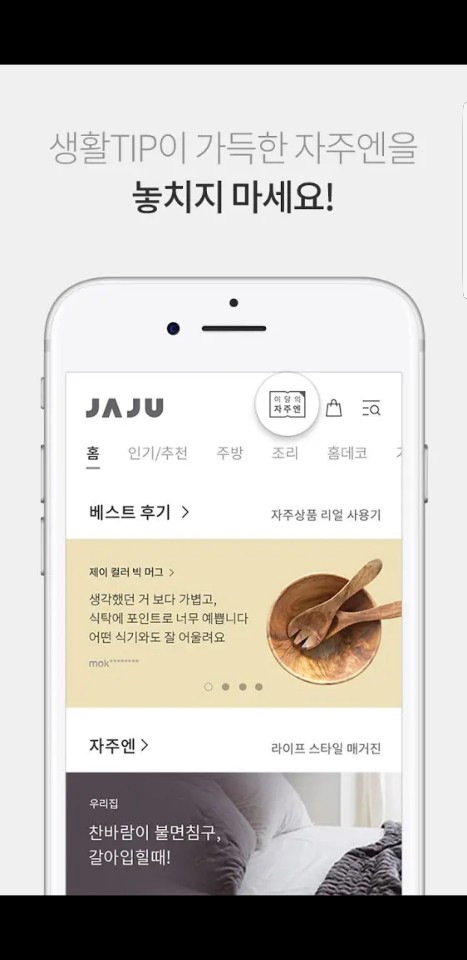 생활TIP이 가득한 자주엔을
놓치지 마세요!
JAJU
이달의
자주엔
홈 인기/추천 주방 조리 홈데코
베스트 후기 > 자주상품 리얼 사용기
제이 컬러 빅 머그 >
생각했던 거 보다 가볍고,
식탁에 포인트로 너무 예쁩니다
어떤 식기와도 잘 어울려요
mok********
자주엔 > 라이프 스타일 매거진
우리집
찬바람이 불면침구,
갈아입힐때!